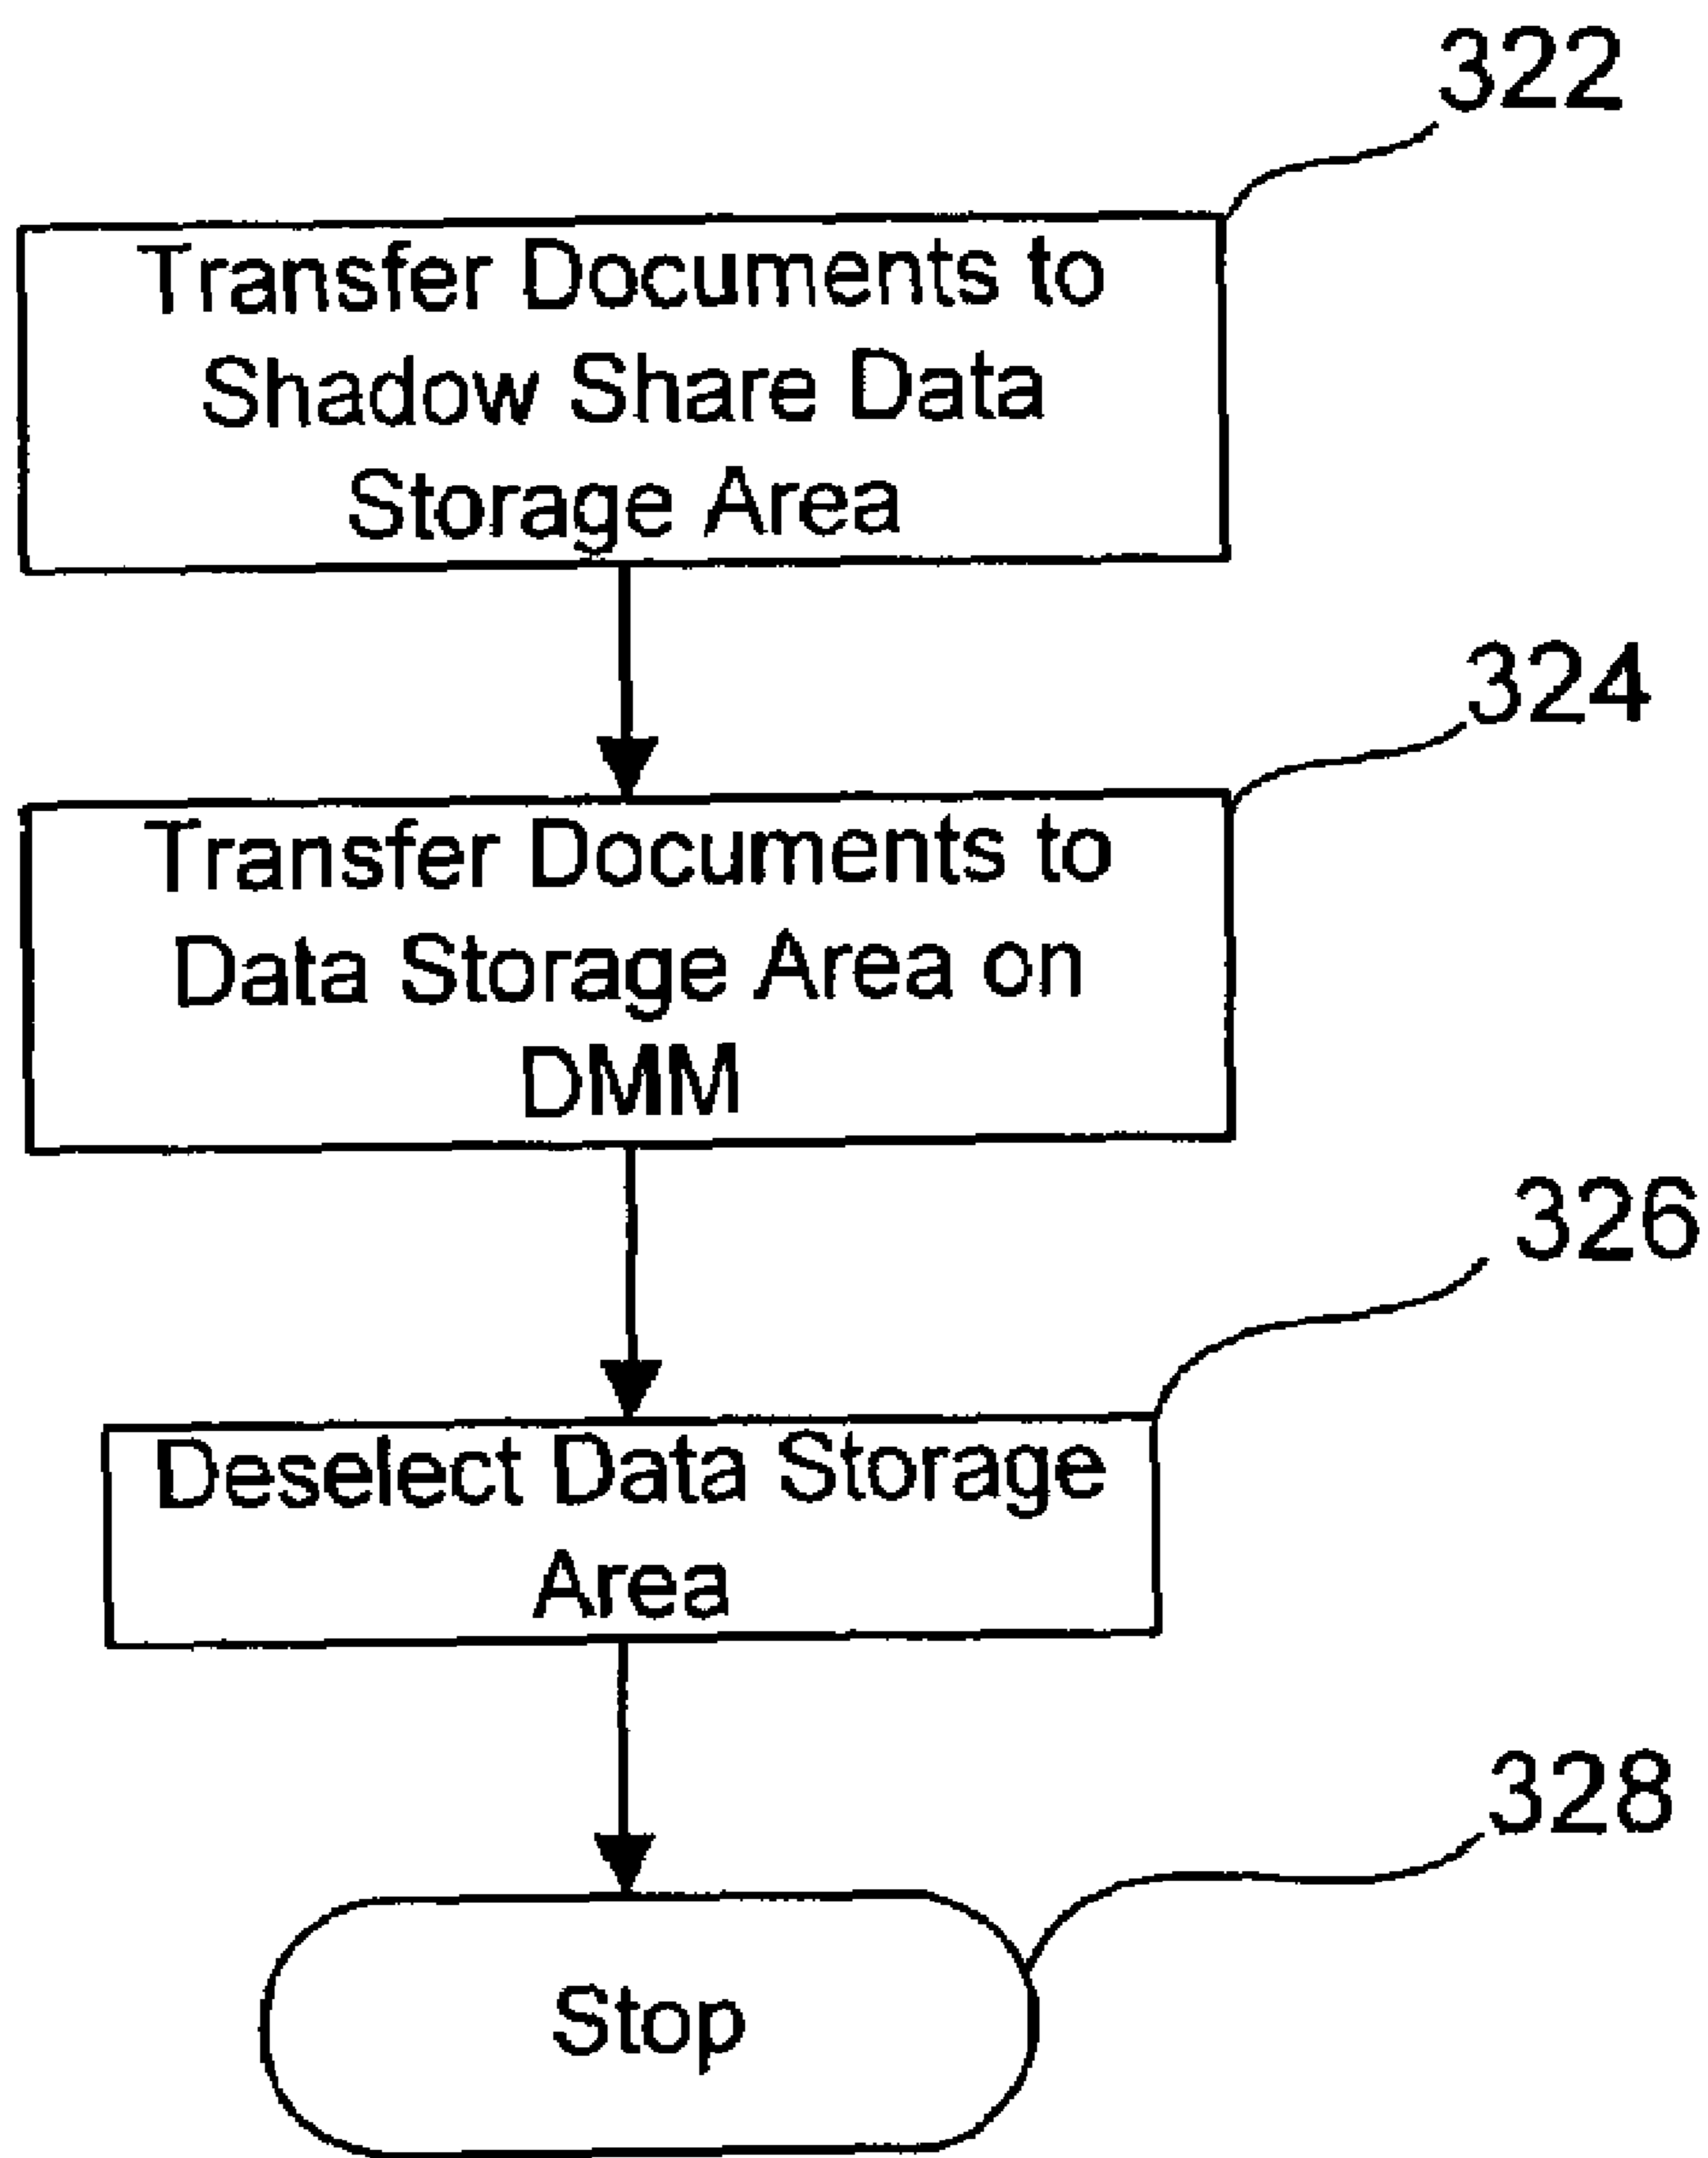 322
Transfer Documents to
Shadow Share Data
Storage Area
324
Transfer Documents to
Data Storage Area on
DMM
326
Deselect Data Storage
Area
328
Stop